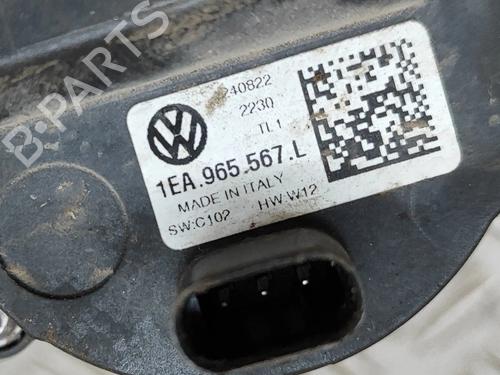 240822
2230
TL1
1EA.965.567.L
MADE IN ITALY
SW:C102 HW:W12
B-PARTS